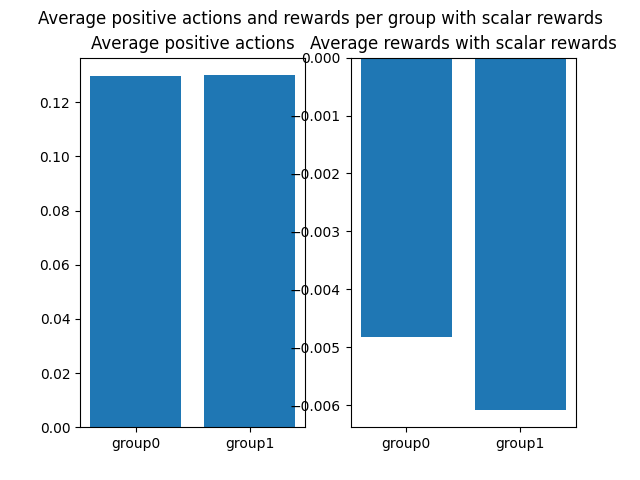 Average positive actions and rewards per group with scalar rewards
Average positive actions
0.12
0.10
0.08
0.06
0.04
0.02
0.00
group0 group1
Average rewards with scalar rewards
0.000
−0.001
−0.002
−0.003
−0.004
−0.005
−0.006
group0 group1